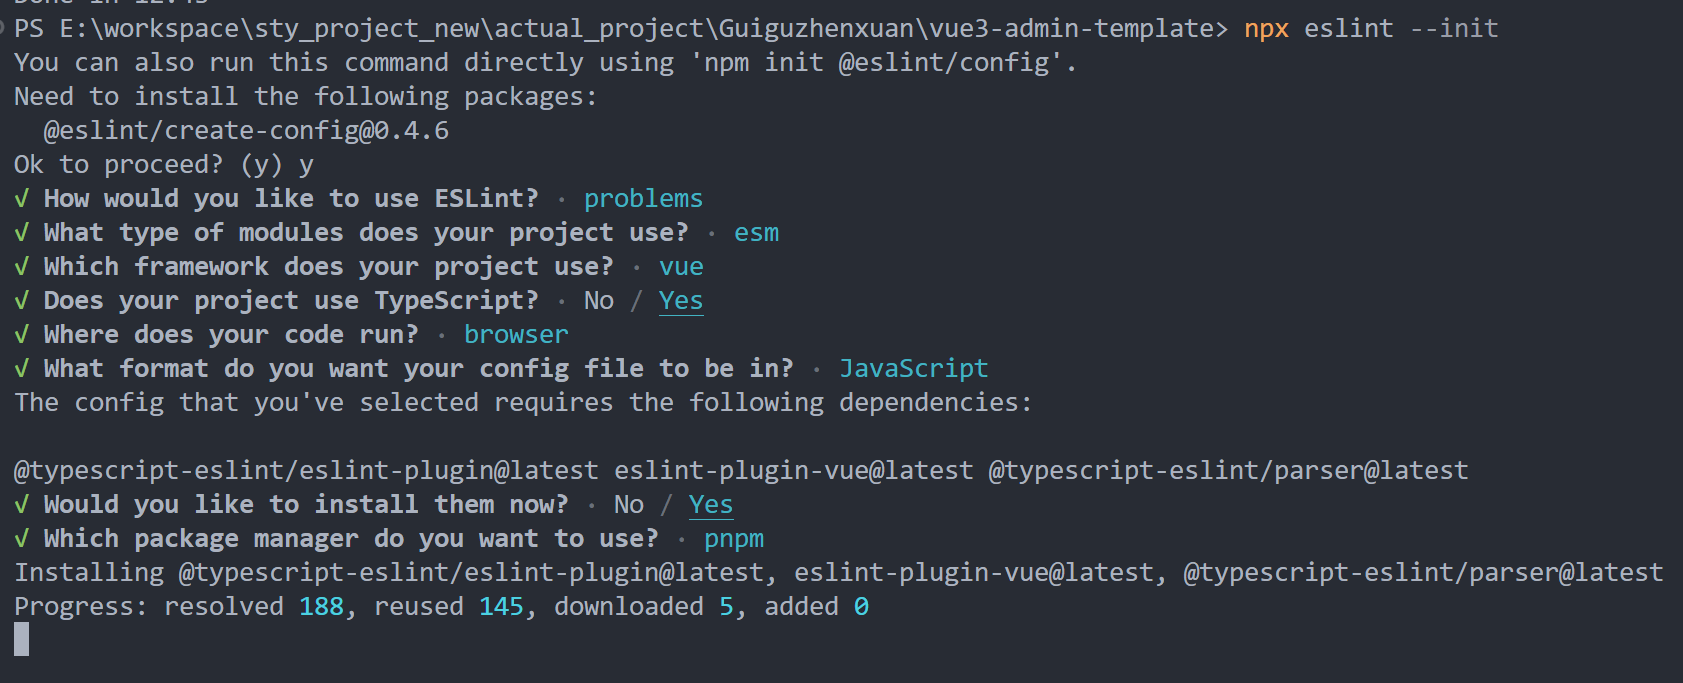 Done in 12.4s
PS E:\workspace\sty_project_new\actual_project\Guiguzhenxuan\vue3-admin-template> npx eslint --init
You can also run this command directly using 'npm init @eslint/config'.
Need to install the following packages:
  @eslint/create-config@0.4.6
Ok to proceed? (y) y
√ How would you like to use ESLint? · problems
√ What type of modules does your project use? · esm
√ Which framework does your project use? · vue
√ Does your project use TypeScript? · No / Yes
√ Where does your code run? · browser
√ What format do you want your config file to be in? · JavaScript
The config that you've selected requires the following dependencies:

@typescript-eslint/eslint-plugin@latest eslint-plugin-vue@latest @typescript-eslint/parser@latest
√ Would you like to install them now? · No / Yes
√ Which package manager do you want to use? · pnpm
Installing @typescript-eslint/eslint-plugin@latest, eslint-plugin-vue@latest, @typescript-eslint/parser@latest
Progress: resolved 188, reused 145, downloaded 5, added 0